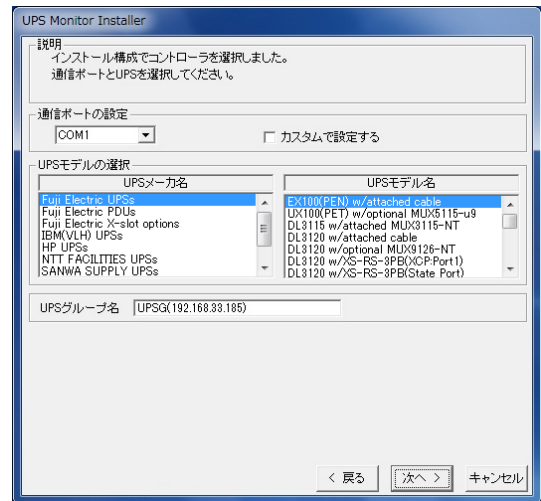 UPS Monitor Installer
説明
インストール構成でコントローラを選択しました。
通信ポートとUPSを選択してください。
通信ポートの設定
COM1
カスタムで設定する
UPSモデルの選択
UPSメーカ名
UPSモデル名
Fuji Electric UPSs
Fuji Electric PDUs
Fuji Electric X-slot options
IBM(VLH) UPSs
HP UPSs
NTT FACILITIES UPSs
SANWA SUPPLY UPSs
EX100(PEN) w/attached cable
UX100(PET) w/optional MUX5115-u9
DL3115 w/attached MUX3115-NT
DL3120 w/attached cable
DL3120 w/optional MUX9126-NT
DL3120 w/XS-RS-3PB(XCP:Port1)
DL3120 w/XS-RS-3PB(State Port)
UPSグループ名
UPSG(192.168.33.185)
< 戻る
次へ >
キャンセル